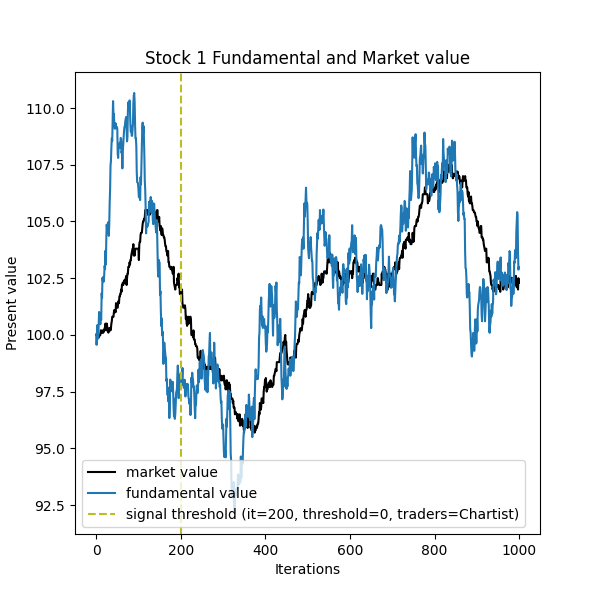 Stock 1 Fundamental and Market value
Present value
110.0
107.5
105.0
102.5
100.0
97.5
95.0
92.5
market value
fundamental value
signal threshold (it=200, threshold=0, traders=Chartist)
0
200
400
600
800
1000
Iterations